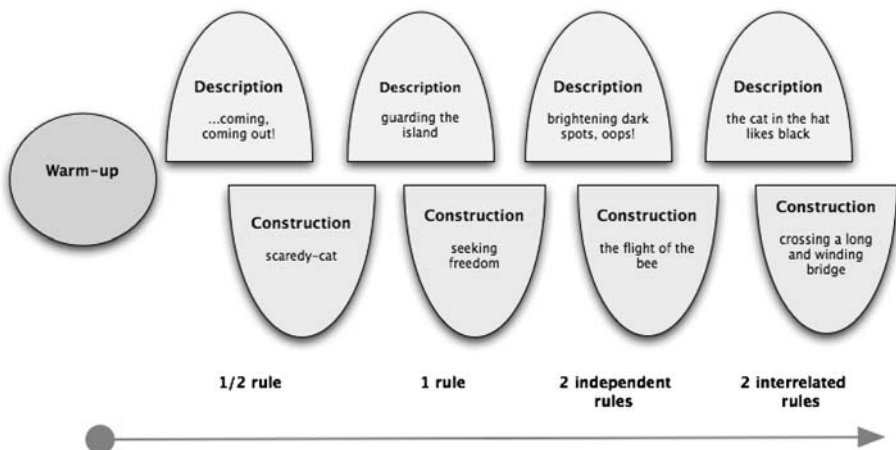 Warm-up
Description
...coming,
coming out!
Description
guarding the
island
Description
brightening dark
spots, oops!
Description
the cat in the hat
likes black
Construction
scaredy-cat
Construction
seeking
freedom
Construction
the flight of the
bee
Construction
crossing a long
and winding
bridge
1/2 rule
1 rule
2 independent
rules
2 interrelated
rules